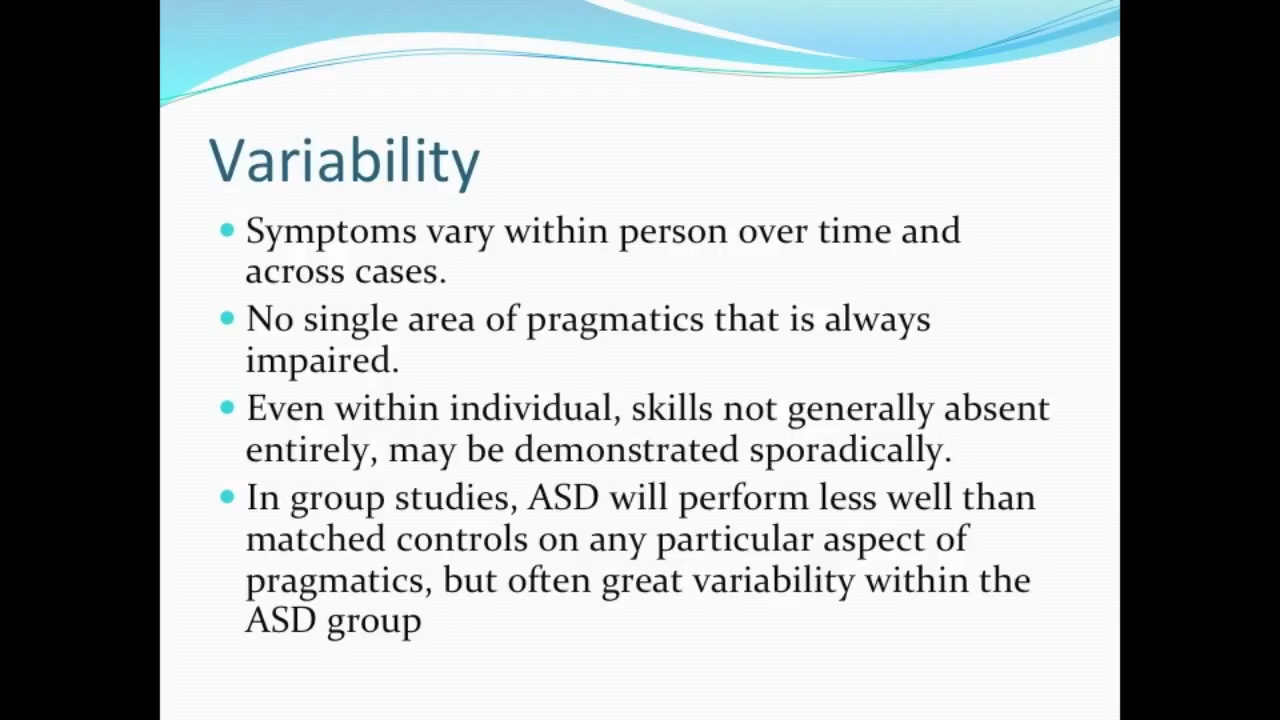 Variability
• Symptoms vary within person over time and
across cases.
• No single area of pragmatics that is always
impaired.
• Even within individual, skills not generally absent
entirely, may be demonstrated sporadically.
• In group studies, ASD will perform less well than
matched controls on any particular aspect of
pragmatics, but often great variability within the
ASD group